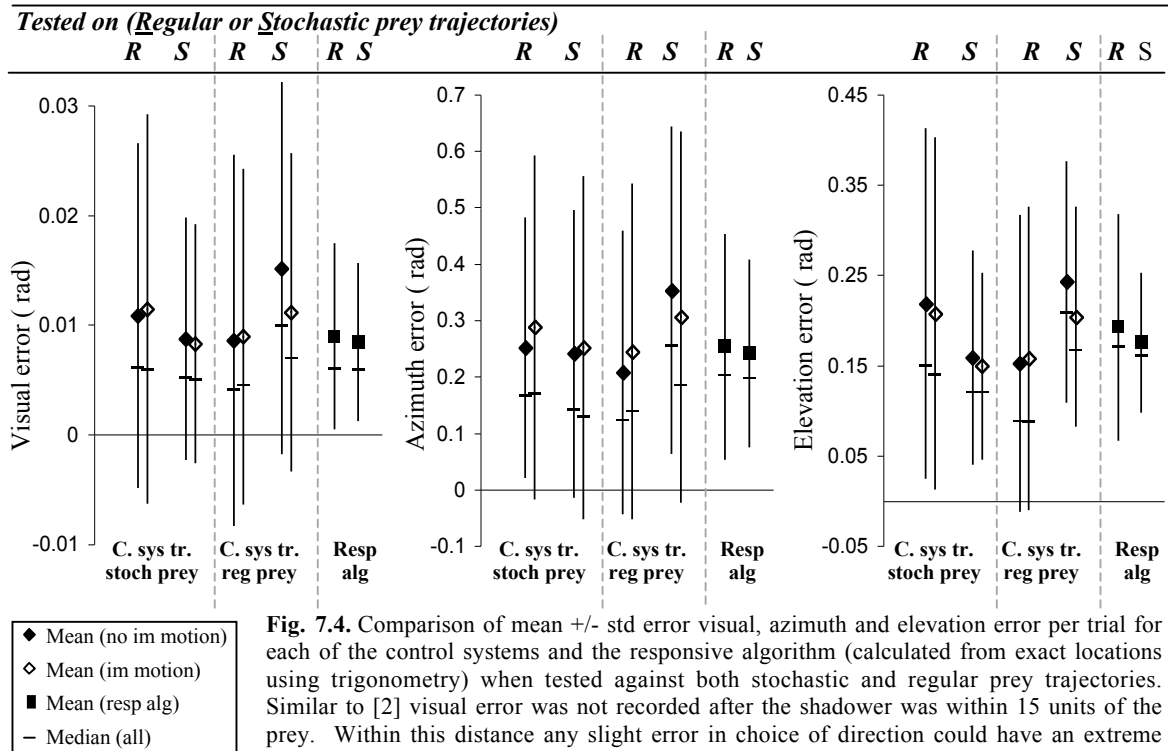 Tested on (Regular or Stochastic prey trajectories)
R S R S R S R S R S R S R S R S R S
0.03
0.02
0.01
0
-0.01
Visual error ( rad)
C. sys tr. stoch prey
C. sys tr. reg prey
Resp alg
0.7
0.6
0.5
0.4
0.3
0.2
0.1
0
-0.1
Azimuth error ( rad)
C. sys tr. stoch prey
C. sys tr. reg prey
Resp alg
0.45
0.35
0.25
0.15
0.05
-0.05
Elevation error ( rad)
C. sys tr. stoch prey
C. sys tr. reg prey
Resp alg
Mean (no im motion)
Mean (im motion)
Mean (resp alg)
Median (all)
Fig. 7.4. Comparison of mean +/- std error visual, azimuth and elevation error per trial for
each of the control systems and the responsive algorithm (calculated from exact locations
using trigonometry) when tested against both stochastic and regular prey trajectories.
Similar to [2] visual error was not recorded after the shadower was within 15 units of the
prey. Within this distance any slight error in choice of direction could have an extreme